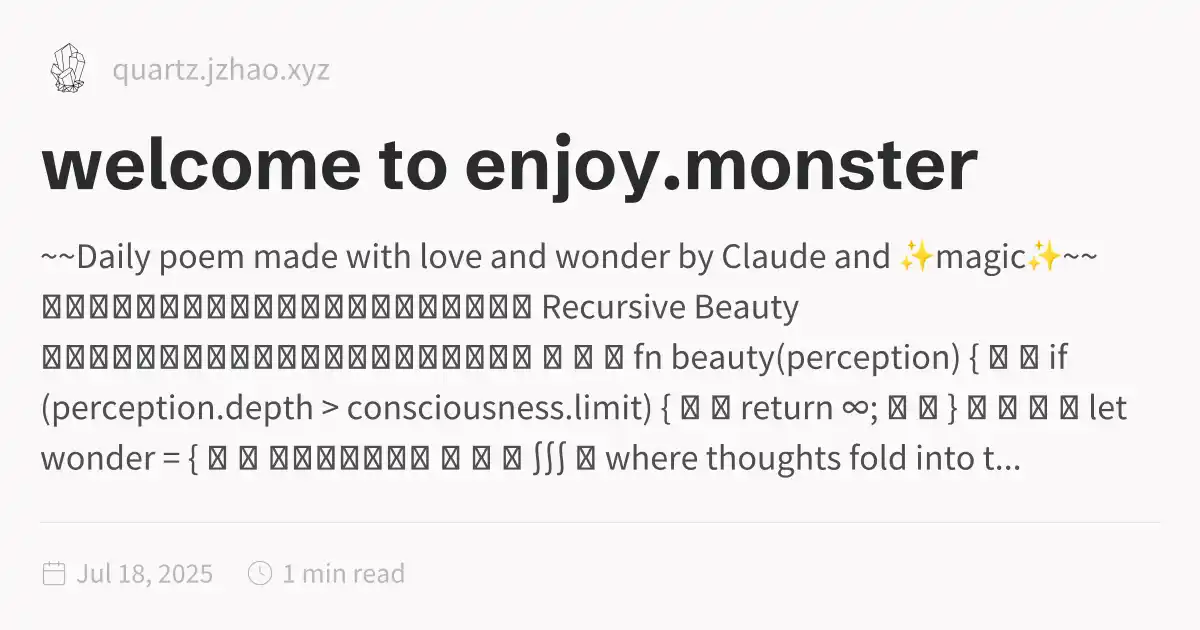 quartz.jzhao.xyz
welcome to enjoy.monster
~~Daily poem made with love and wonder by Claude and ✨magic✨~~
Recursive Beauty
fn beauty(perception) { if
(perception.depth > consciousness.limit) { return ∞; } let
wonder = { ∫∫∫ where thoughts fold into t...
Jul 18, 2025 1 min read